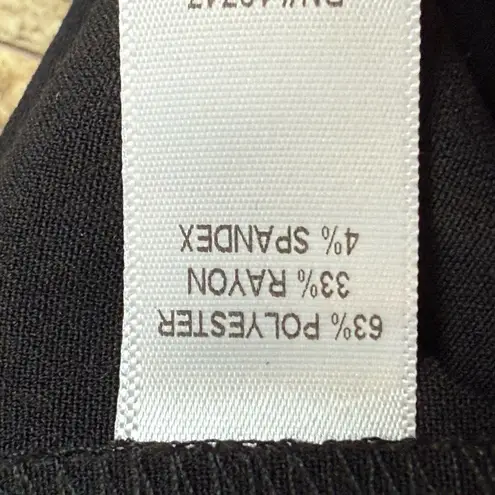 63% POLYESTER
33% RAYON
4% SPANDEX